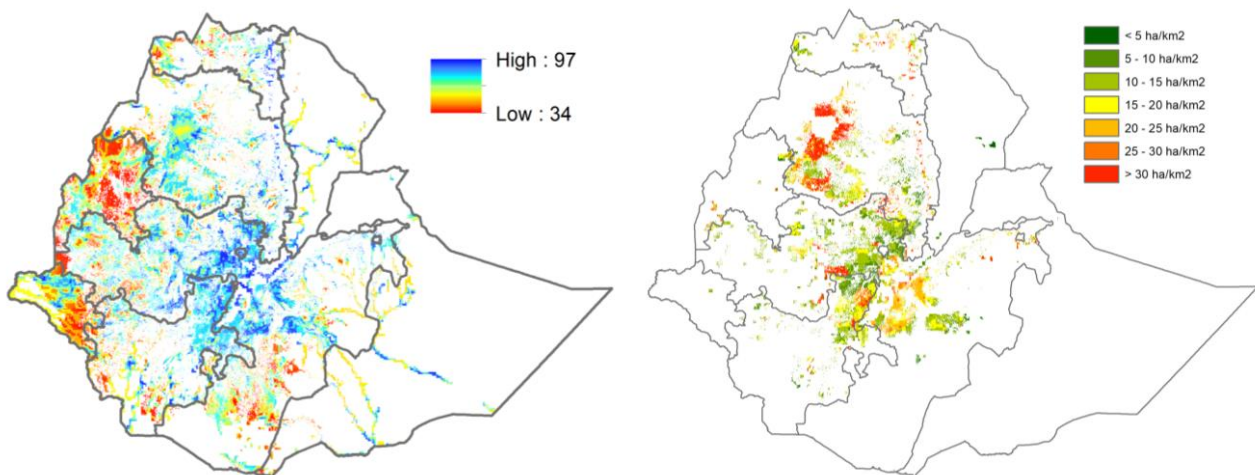 High : 97
Low : 34
< 5 ha/km2
5 - 10 ha/km2
10 - 15 ha/km2
15 - 20 ha/km2
20 - 25 ha/km2
25 - 30 ha/km2
> 30 ha/km2